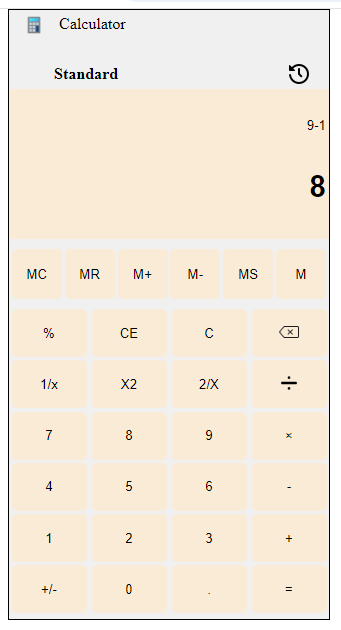 Calculator
Standard
9-1
8
MC MR M+ M- MS M
% CE C
1/x X2 2/X ÷
7 8 9 ×
4 5 6 -
1 2 3 +
+/- 0 . =